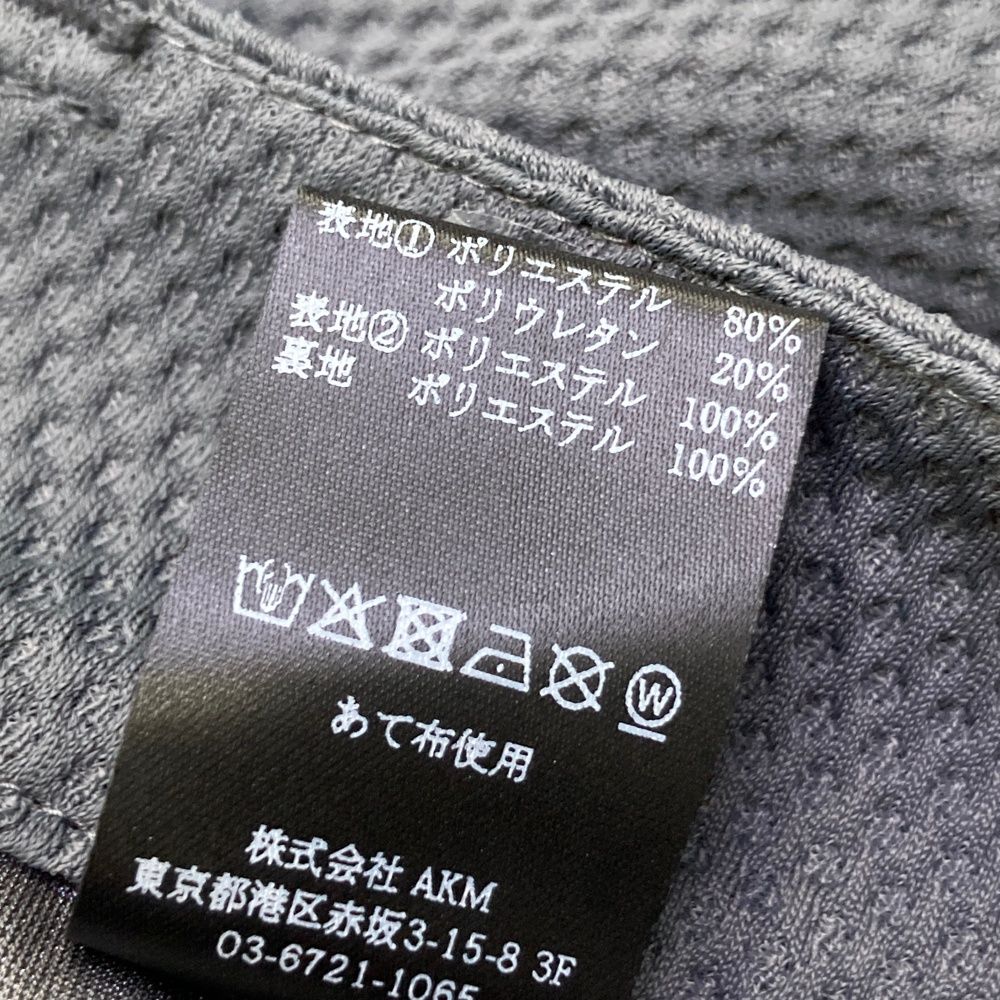 表地① ポリエステル 80%
ポリウレタン 20%
表地② ポリエステル 100%
裏地 ポリエステル 100%
W
あて布使用
株式会社 AKM
東京都港区赤坂3-15-8 3F
03-6721-1065